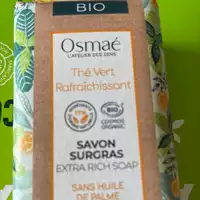 BIO
Osmaé
L'ATELIER DES SENS
Thé Vert
Rafraîchissant
BIO
COSMOS
ORGANIC
SAVON
SURGRAS
EXTRA RICH SOAP
SANS HUILE
DE PALME